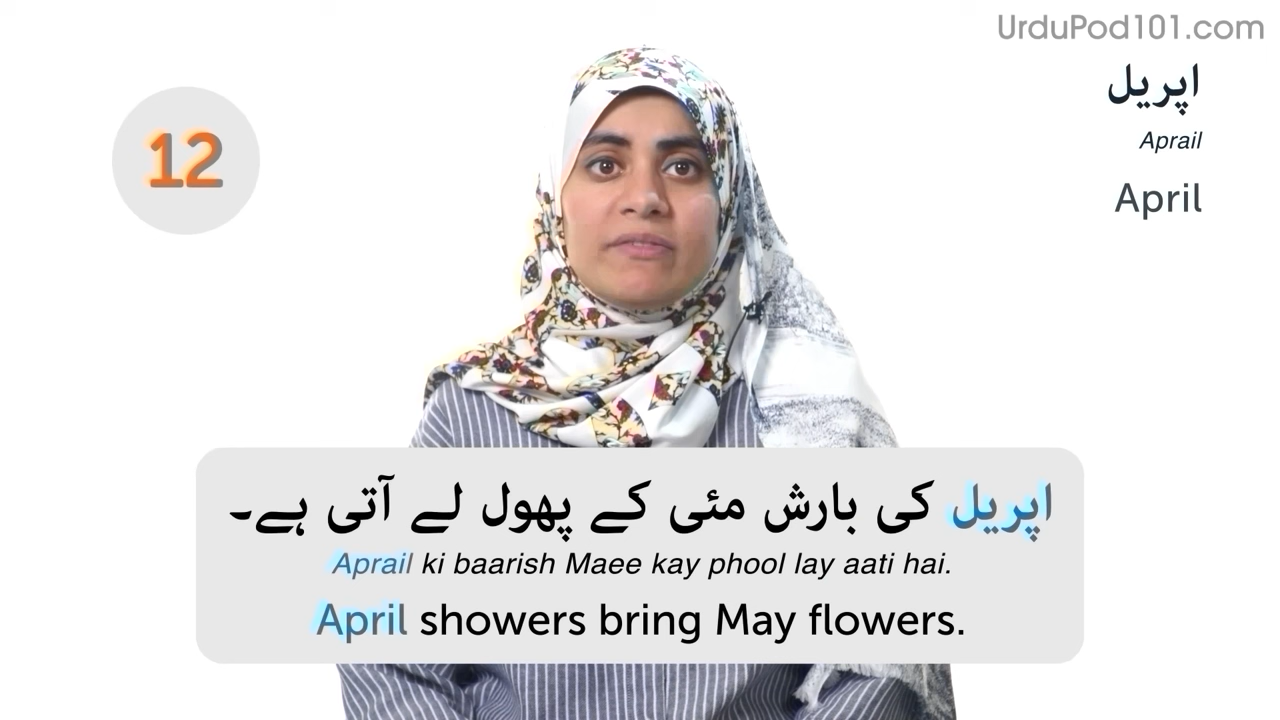 UrduPod101.com
اپریل
Aprail
April
12
اپریل کی بارش مئی کے پھول لے آتی ہے۔
Aprail ki baarish Maee kay phool lay aati hai.
April showers bring May flowers.